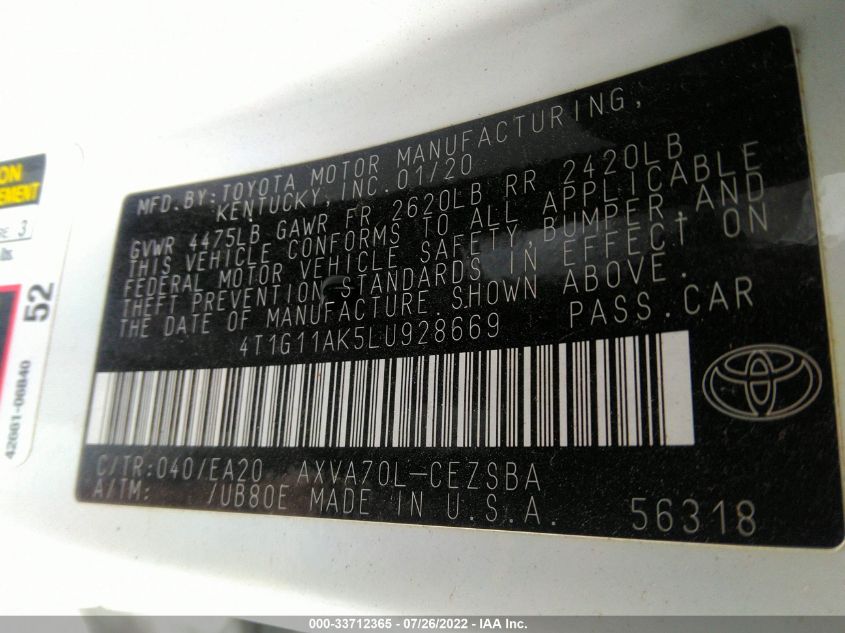 MFD.BY:TOYOTA MOTOR MANUFACTURING,
KENTUCKY, INC. 01/20
GVWR 4475LB GAWR FR 2620LB RR 2420LB
THIS VEHICLE CONFORMS TO ALL APPLICABLE
FEDERAL MOTOR VEHICLE SAFETY, BUMPER, AND
THEFT PREVENTION STANDARDS IN EFFECT ON
THE DATE OF MANUFACTURE SHOWN ABOVE.
4T1G11AK5LU928669 PASS.CAR
C/TR:040/EA20 AXVA70L-CEZSBA
A/TM: /UB80E MADE IN U.S.A. 56318
52
3
000-33712365 - 07/26/2022 - IAA Inc.